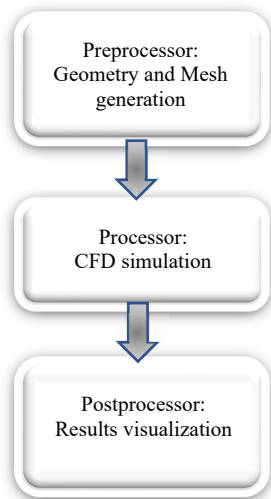 Preprocessor:
Geometry and Mesh
generation
Processor:
CFD simulation
Postprocessor:
Results visualization